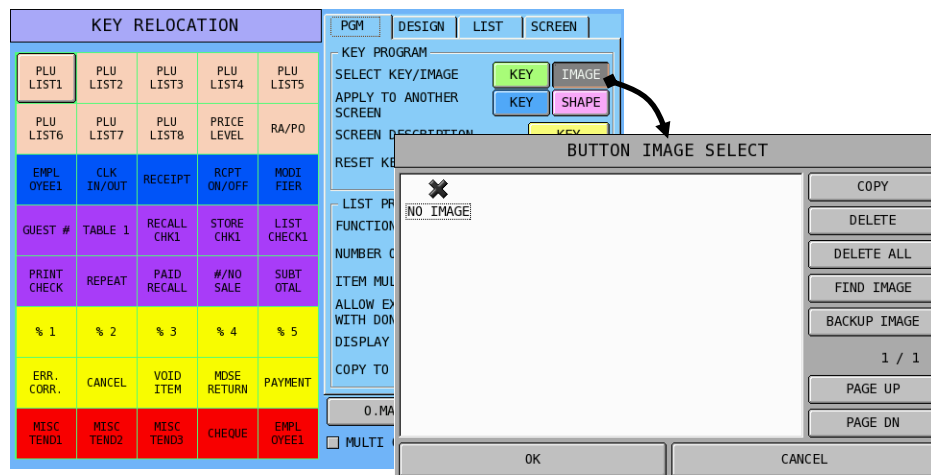 KEY RELOCATION
PLU LIST1
PLU LIST2
PLU LIST3
PLU LIST4
PLU LIST5
PLU LIST6
PLU LIST7
PLU LIST8
PRICE LEVEL
RA/PO
EMPL OYEE1
CLK IN/OUT
RECEIPT
RCPT ON/OFF
MODI FIER
GUEST #
TABLE 1
RECALL CHK1
STORE CHK1
LIST CHECK1
PRINT CHECK
REPEAT
PAID RECALL
#/NO SALE
SUBT OTAL
% 1
% 2
% 3
% 4
% 5
ERR. CORR.
CANCEL
VOID ITEM
MDSE RETURN
PAYMENT
MISC TEND1
MISC TEND2
MISC TEND3
CHEQUE
EMPL OYEE1
PGM
DESIGN
LIST
SCREEN
KEY PROGRAM
SELECT KEY/IMAGE
KEY
IMAGE
APPLY TO ANOTHER
SCREEN
KEY
SHAPE
SCREEN DESCRIPTION
KEY
RESET KE
LIST PR
FUNCTION
NUMBER O
ITEM MUL
ALLOW EX
WITH DON
DISPLAY
COPY TO
O.MA
MULTI
BUTTON IMAGE SELECT
NO IMAGE
COPY
DELETE
DELETE ALL
FIND IMAGE
BACKUP IMAGE
1 / 1
PAGE UP
PAGE DN
OK
CANCEL